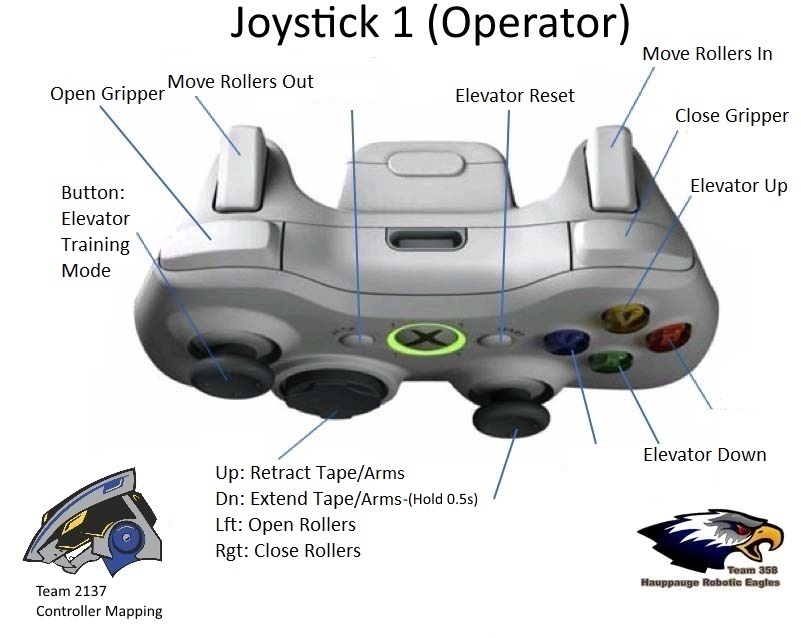 Joystick 1 (Operator)
Move Rollers In
Move Rollers Out
Open Gripper
Elevator Reset
Close Gripper
Elevator Up
Button:
Elevator
Training
Mode
Elevator Down
Up: Retract Tape/Arms
Dn: Extend Tape/Arms-(Hold 0.5s)
Lft: Open Rollers
Rgt: Close Rollers
Team 2137
Controller Mapping
Team 358
Hauppauge Robotic Eagles